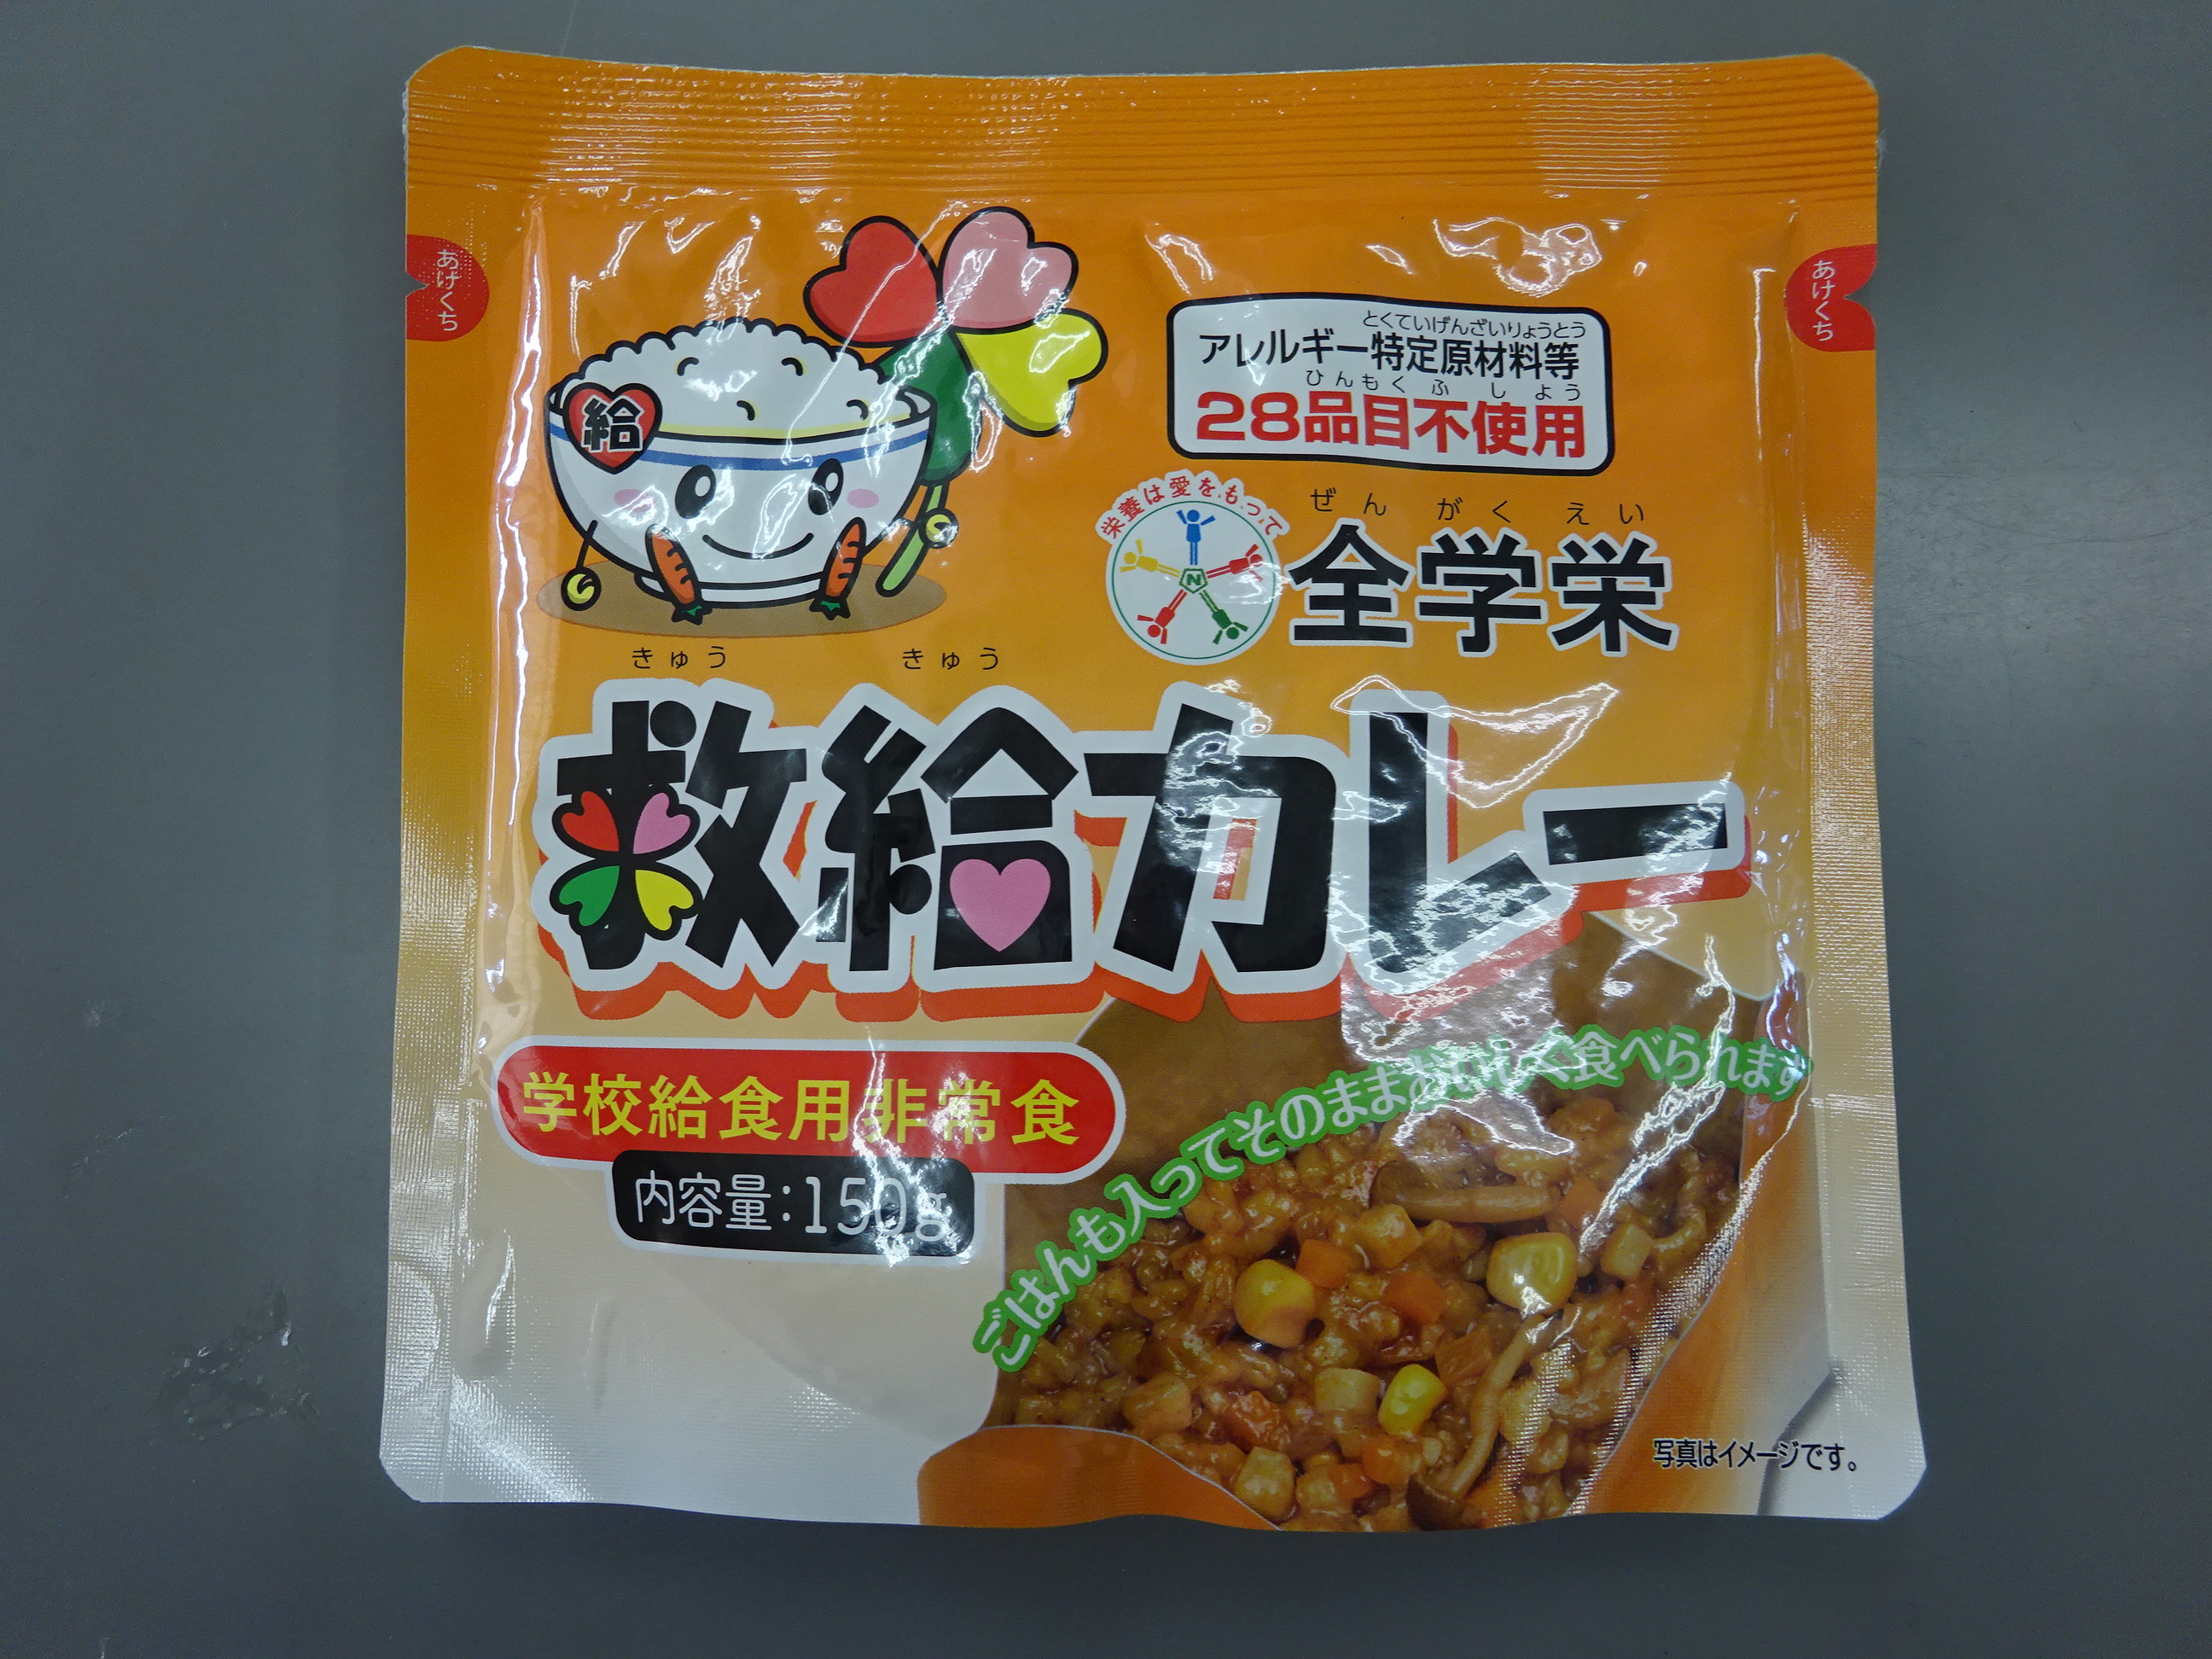 あけくち
あけくち
給
とくていげんざいりょうとう
アレルギー特定原材料等
ひんもくふしよう
28品目不使用
栄養は愛をもって
N
ぜんがくえい
全学栄
きゅうきゅう
救給カレー
学校給食用非常食
内容量:150g
ごはんも入ってそのままおいしく食べられます
写真はイメージです。